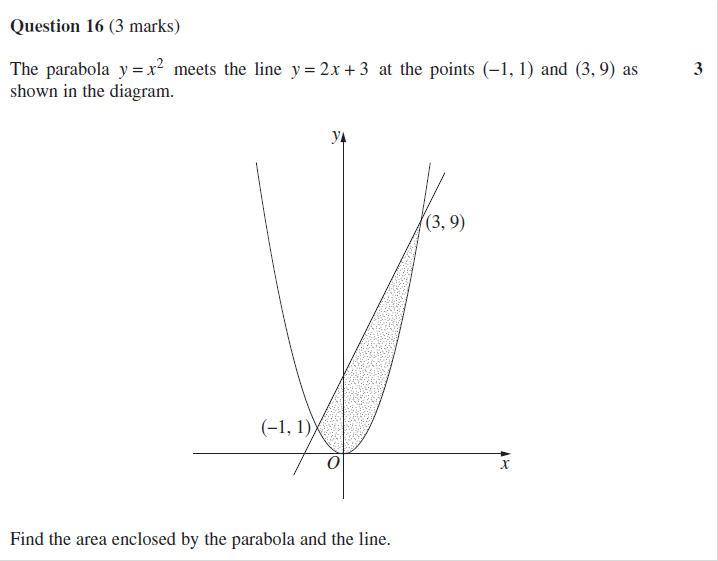 Question 16 (3 marks)
The parabola y = x² meets the line y = 2x + 3 at the points (−1, 1) and (3, 9) as 3
shown in the diagram.
y
(3, 9)
(−1, 1)
O x
Find the area enclosed by the parabola and the line.